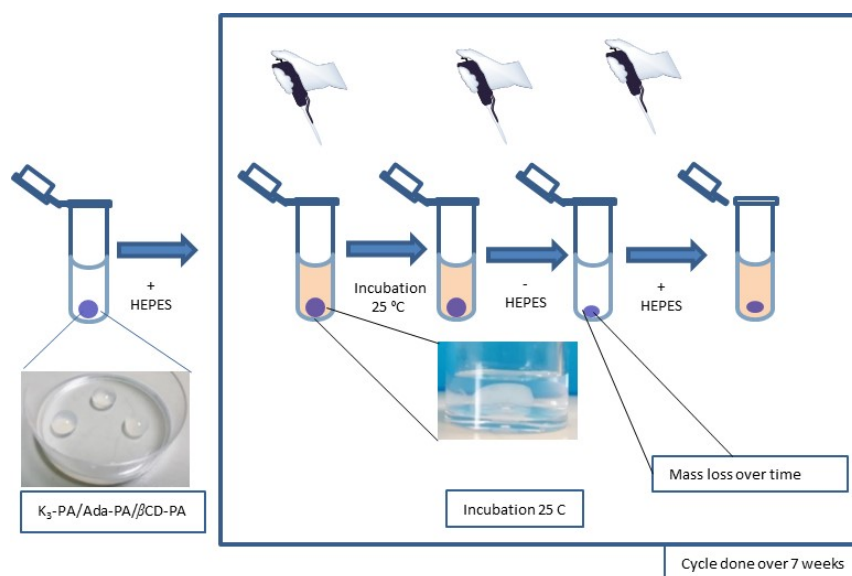 +
HEPES
Incubation
25 ⁰C
-
HEPES
+
HEPES
K₃-PA/Ada-PA/βCD-PA
Mass loss over time
Incubation 25 C
Cycle done over 7 weeks